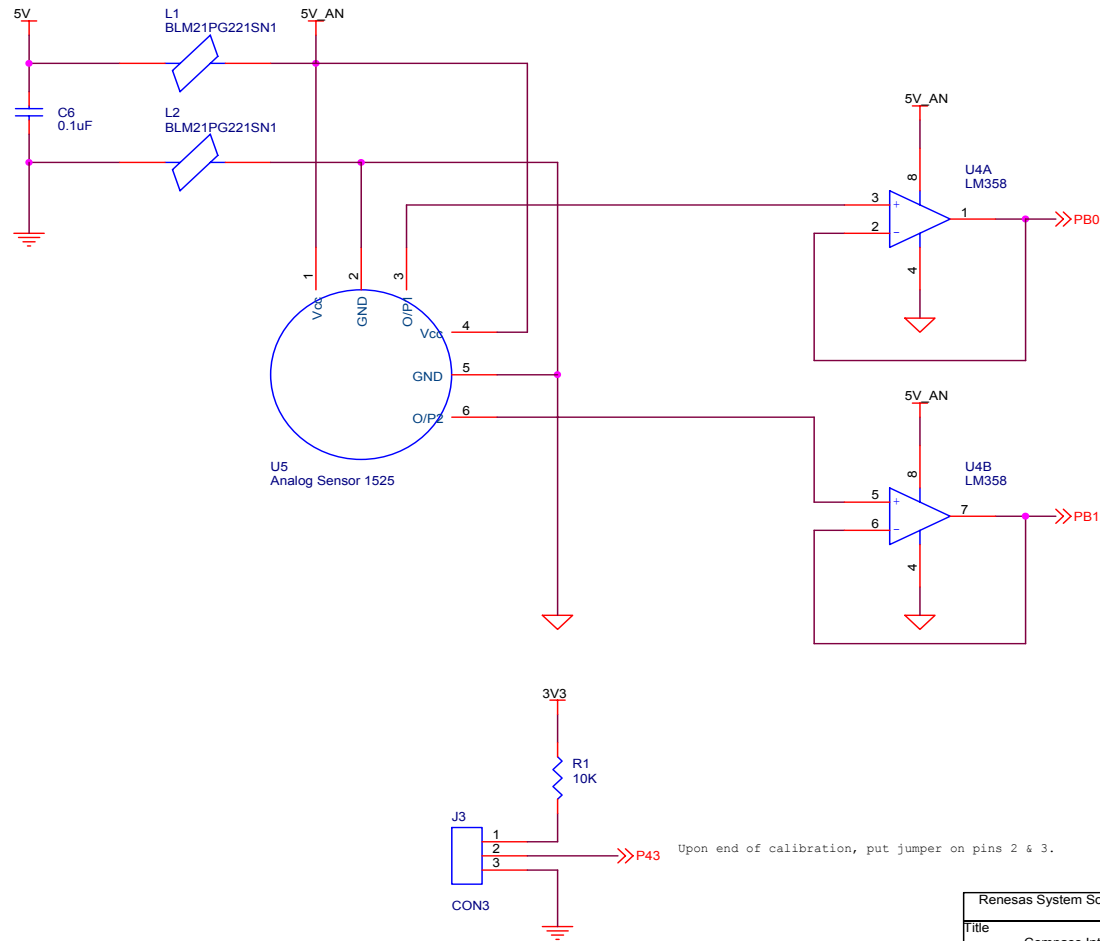 5V
L1
BLM21PG221SN1
5V_AN
C6
0.1uF
L2
BLM21PG221SN1
5V_AN
8
U4A
LM358
3
+
1
PB0
2
-
4
1
2
3
Vcc
GND
O/P1
Vcc
4
GND
5
O/P2
6
U5
Analog Sensor 1525
5V_AN
8
U4B
LM358
5
+
7
PB1
6
-
4
3V3
R1
10K
J3
1
2
3
P43
Upon end of calibration, put jumper on pins 2 & 3.
CON3
Renesas System
Title